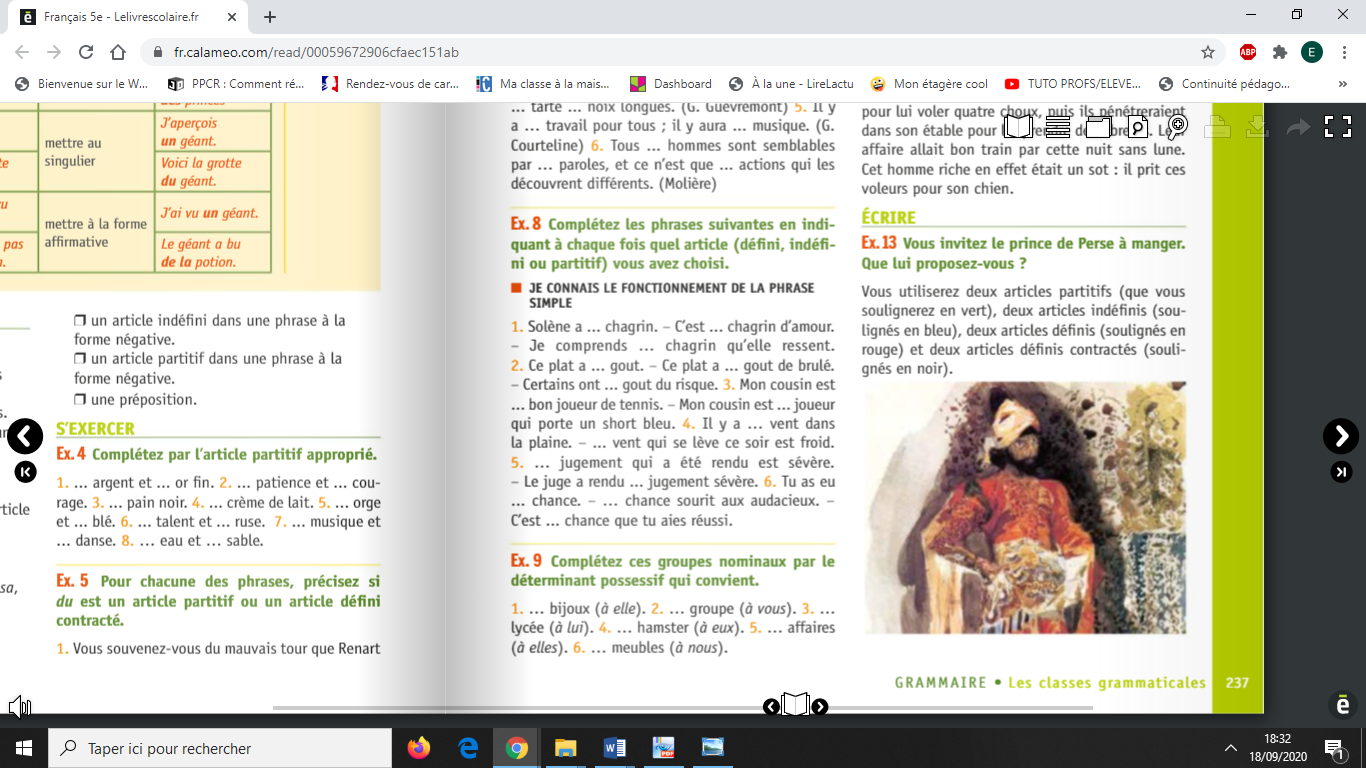 Français 5e - Lelivrescolaire.fr
fr.calameo.com/read/00059672906cfaec151ab
ABP
E
Bienvenue sur le W...
PPCR : Comment ré...
Rendez-vous de car...
Ma classe à la mais...
Dashboard
À la une - LireLactu
Mon étagère cool
TUTO PROFS/ELEVE...
Continuité pédago...
»
mettre au
singulier
J'aperçois
un géant.
Voici la grotte
du géant.
mettre à la forme
affirmative
J'ai vu un géant.
pas
Le géant a bu
de la potion.
❒ un article indéfini dans une phrase à la
forme négative.
❒ un article partitif dans une phrase à la
forme négative.
❒ une préposition.
S'EXERCER
Ex. 4 Complétez par l'article partitif approprié.
1. ... argent et ... or fin. 2. ... patience et ... cou-
rage. 3. ... pain noir. 4. ... crème de lait. 5. ... orge
et ... blé. 6. ... talent et ... ruse. 7. ... musique et
... danse. 8. ... eau et ... sable.
Ex. 5 Pour chacune des phrases, précisez si
du est un article partitif ou un article défini
contracté.
1. Vous souvenez-vous du mauvais tour que Renart
... tarte ... noix longues. (G. Guèvremont) 5. Il y
a ... travail pour tous ; il y aura ... musique. (G.
Courteline) 6. Tous ... hommes sont semblables
par ... paroles, et ce n'est que ... actions qui les
découvrent différents. (Molière)
Ex. 8 Complétez les phrases suivantes en indi-
quant à chaque fois quel article (défini, indéfi-
ni ou partitif) vous avez choisi.
■ JE CONNAIS LE FONCTIONNEMENT DE LA PHRASE
SIMPLE
1. Solène a ... chagrin. – C'est ... chagrin d'amour.
– Je comprends ... chagrin qu'elle ressent.
2. Ce plat a ... gout. – Ce plat a ... gout de brulé.
– Certains ont ... gout du risque. 3. Mon cousin est
... bon joueur de tennis. – Mon cousin est ... joueur
qui porte un short bleu. 4. Il y a ... vent dans
la plaine. – ... vent qui se lève ce soir est froid.
5. ... jugement qui a été rendu est sévère.
– Le juge a rendu ... jugement sévère. 6. Tu as eu
... chance. – ... chance sourit aux audacieux. –
C'est ... chance que tu aies réussi.
Ex. 9 Complétez ces groupes nominaux par le
déterminant possessif qui convient.
1. ... bijoux (à elle). 2. ... groupe (à vous). 3. ...
lycée (à lui). 4. ... hamster (à eux). 5. ... affaires
(à elles). 6. ... meubles (à nous).
pour lui voler quatre choux, puis ils pénétreraient
dans son étable pour
affaire allait bon train par cette nuit sans lune.
Cet homme riche en effet était un sot : il prit ces
voleurs pour son chien.
ÉCRIRE
Ex. 13 Vous invitez le prince de Perse à manger.
Que lui proposez-vous ?
Vous utiliserez deux articles partitifs (que vous
soulignerez en vert), deux articles indéfinis (sou-
lignés en bleu), deux articles définis (soulignés en
rouge) et deux articles définis contractés (souli-
gnés en noir).
GRAMMAIRE • Les classes grammaticales 237
ē
Taper ici pour rechercher
18:32
18/09/2020
1